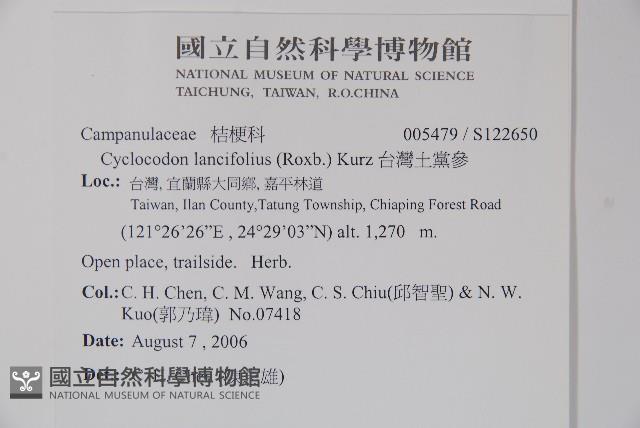 國立自然科學博物館
NATIONAL MUSEUM OF NATURAL SCIENCE
TAICHUNG, TAIWAN, R.O.CHINA
Campanulaceae 桔梗科 005479 / S122650
Cyclocodon lancifolius (Roxb.) Kurz 台灣土黨參
Loc.: 台灣, 宜蘭縣大同鄉, 嘉平林道
Taiwan, Ilan County,Tatung Township, Chiaping Forest Road
(121°26'26”E , 24°29'03”N) alt. 1,270 m.
Open place, trailside. Herb.
Col.: C. H. Chen, C. M. Wang, C. S. Chiu(邱智聖) & N. W.
Kuo(郭乃瑋) No.07418
Date: August 7 , 2006
雄)
國立自然科學博物館
NATIONAL MUSEUM OF NATURAL SCIENCE